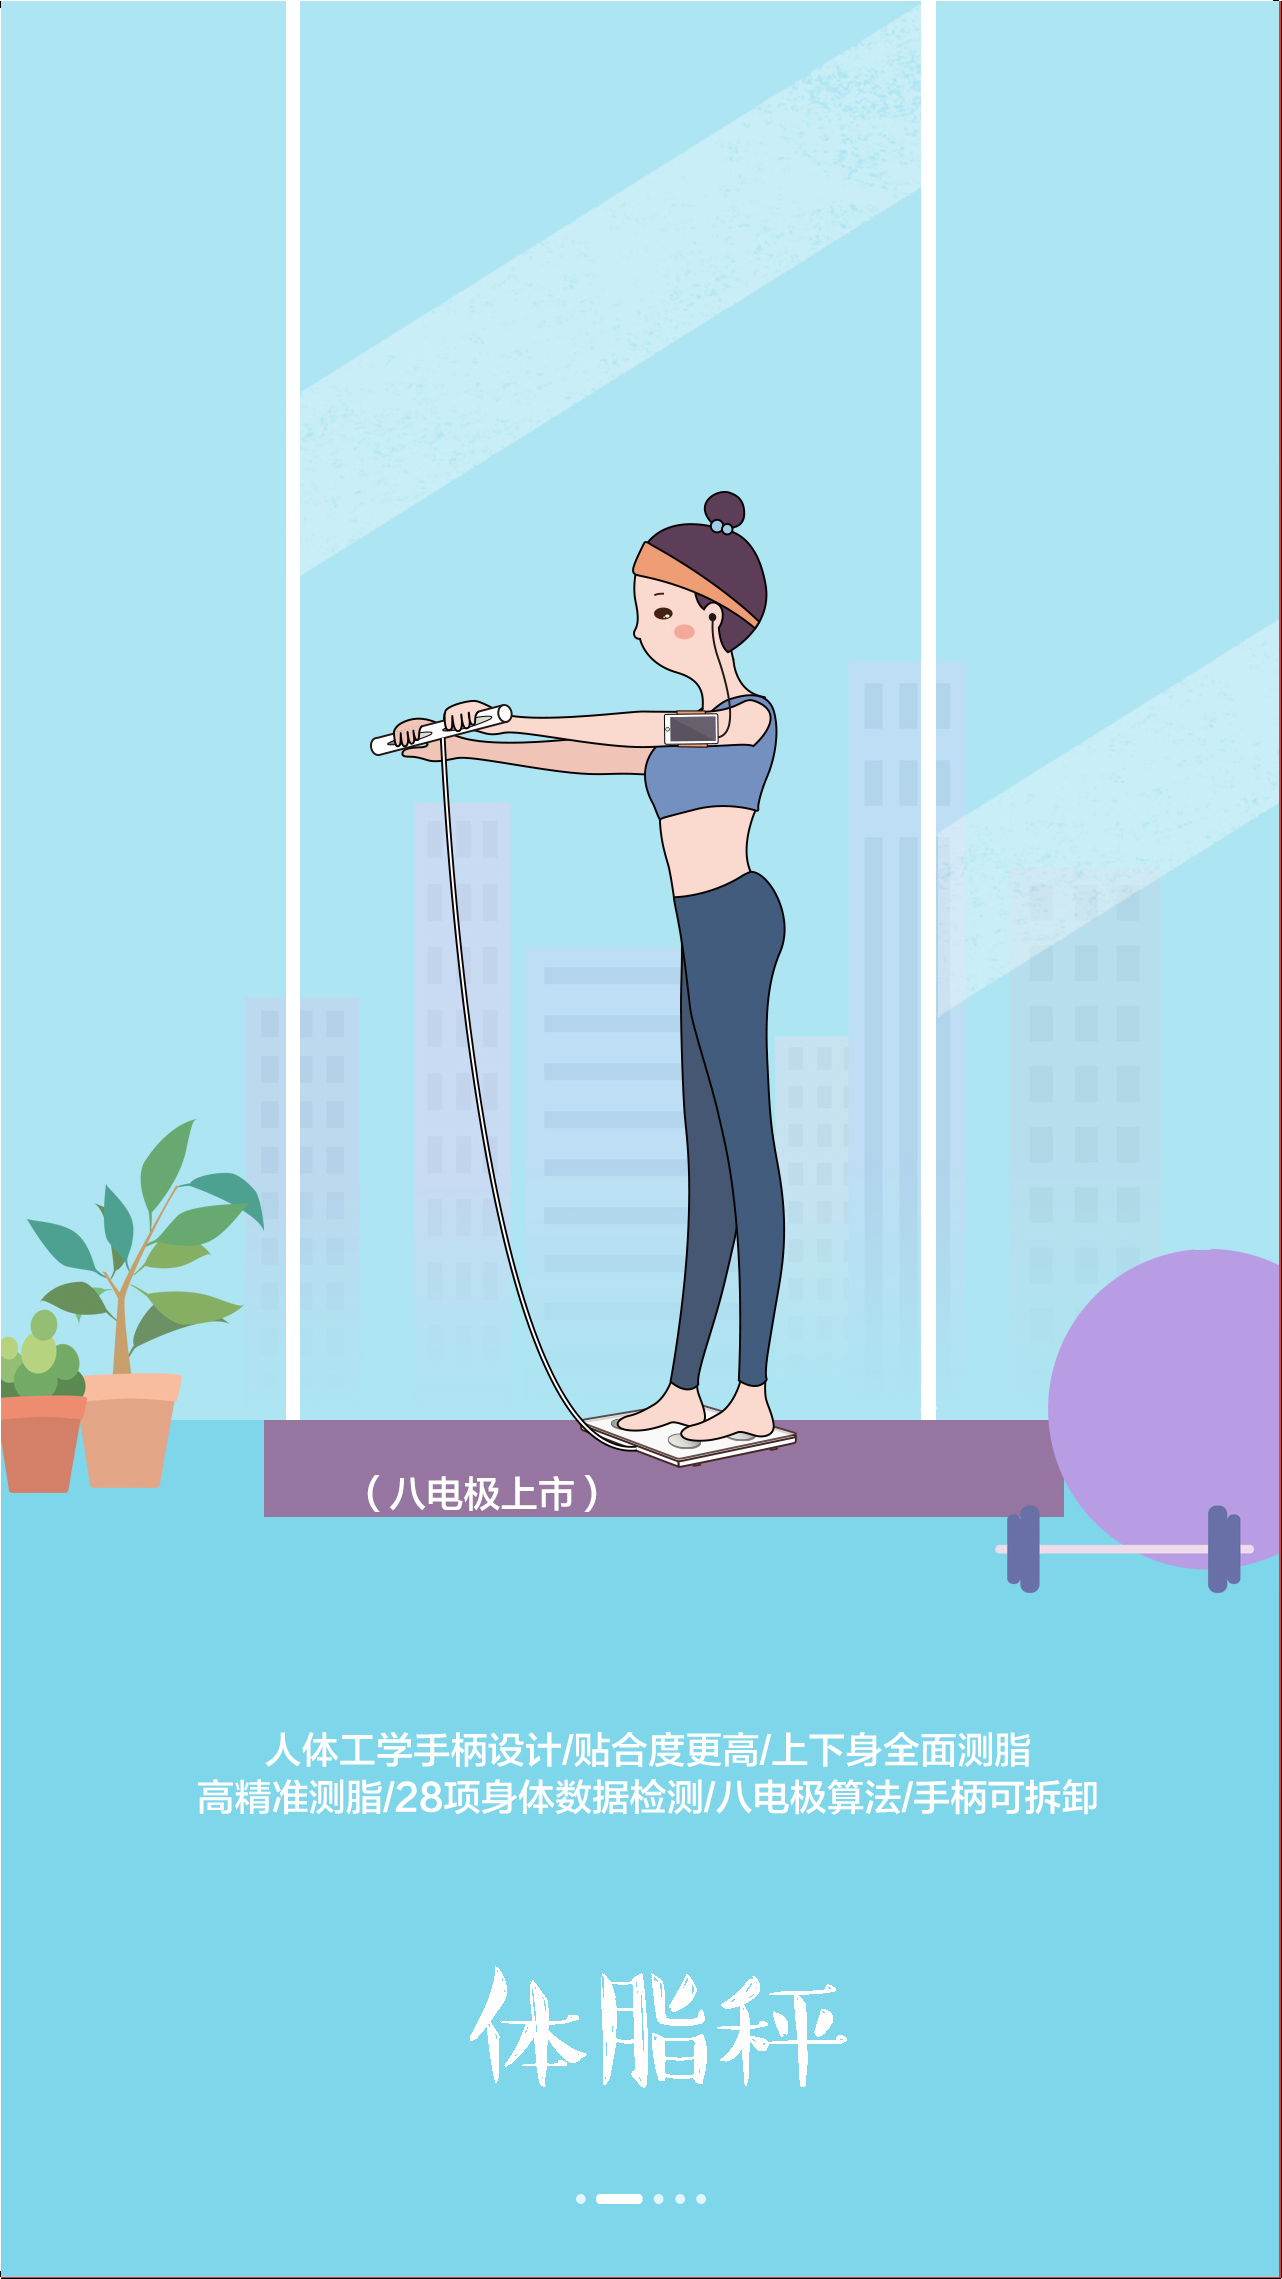 （八电极上市）
人体工学手柄设计/贴合度更高/上下身全面测脂
高精准测脂/28项身体数据检测/八电极算法/手柄可拆卸
体脂秤